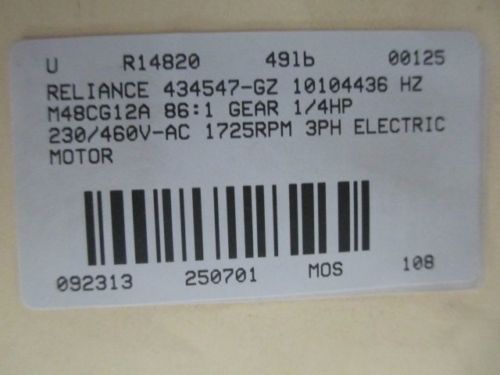 U R14820 49lb 00125
RELIANCE 434547-GZ 10104436 HZ
M48CG12A 86:1 GEAR 1/4HP
230/460V-AC 1725RPM 3PH ELECTRIC
MOTOR
092313 250701 MOS 108